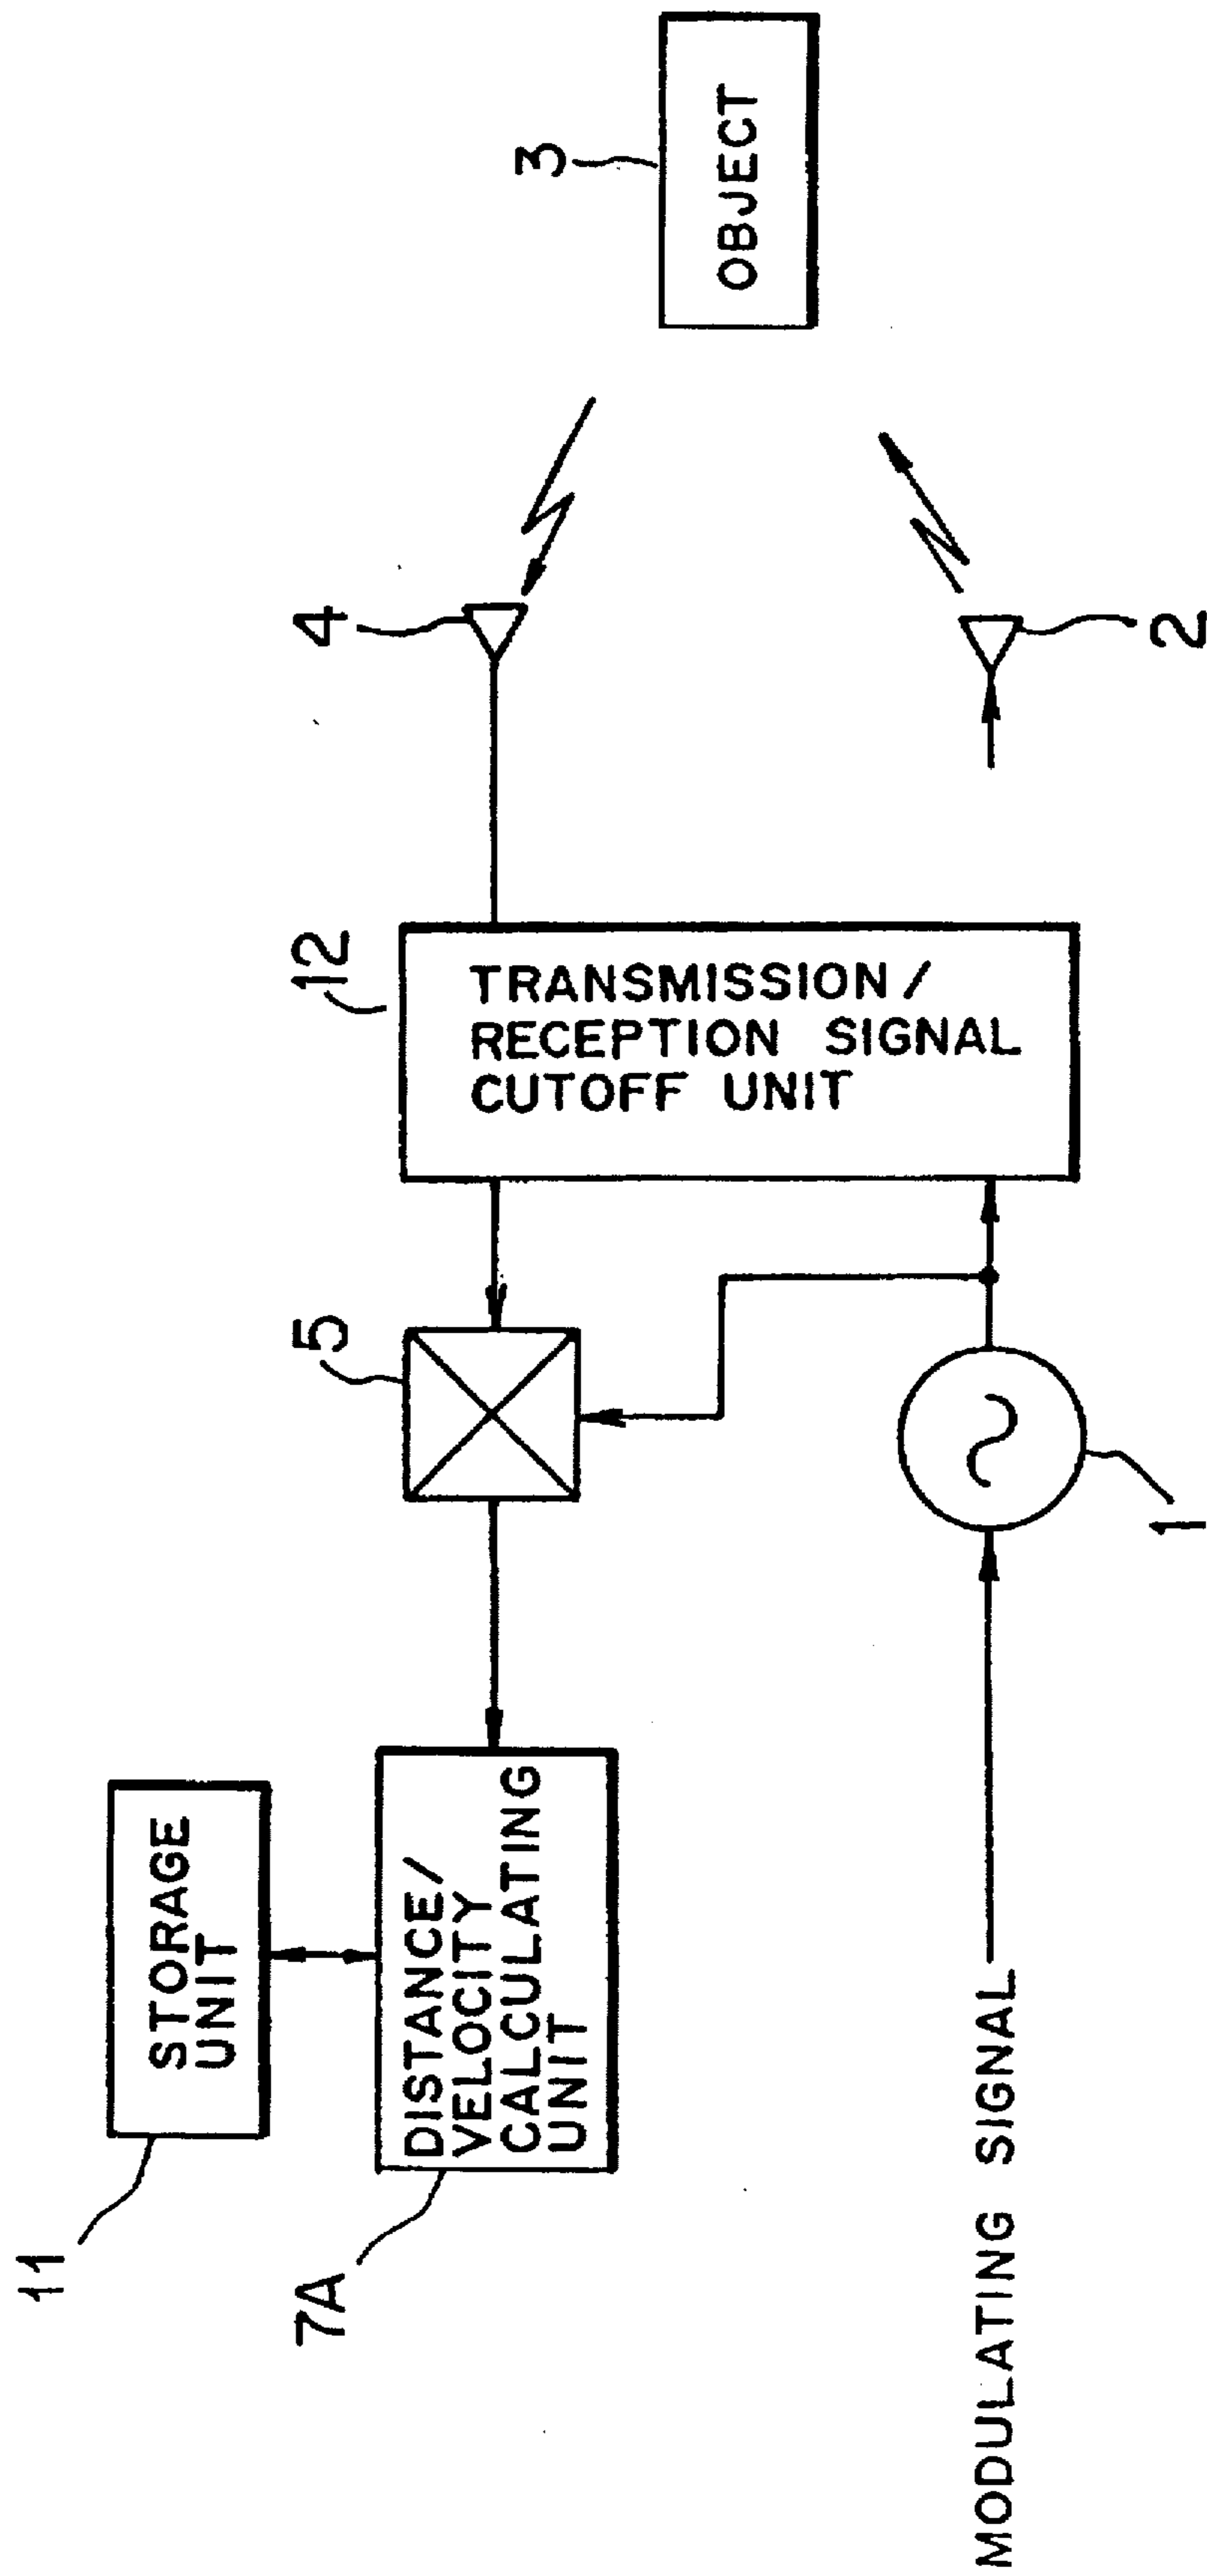 11
STORAGE
UNIT
7A
DISTANCE/
VELOCITY
CALCULATING
UNIT
5
12
TRANSMISSION/
RECEPTION SIGNAL
CUTOFF UNIT
4
3
OBJECT
MODULATING SIGNAL
1
2